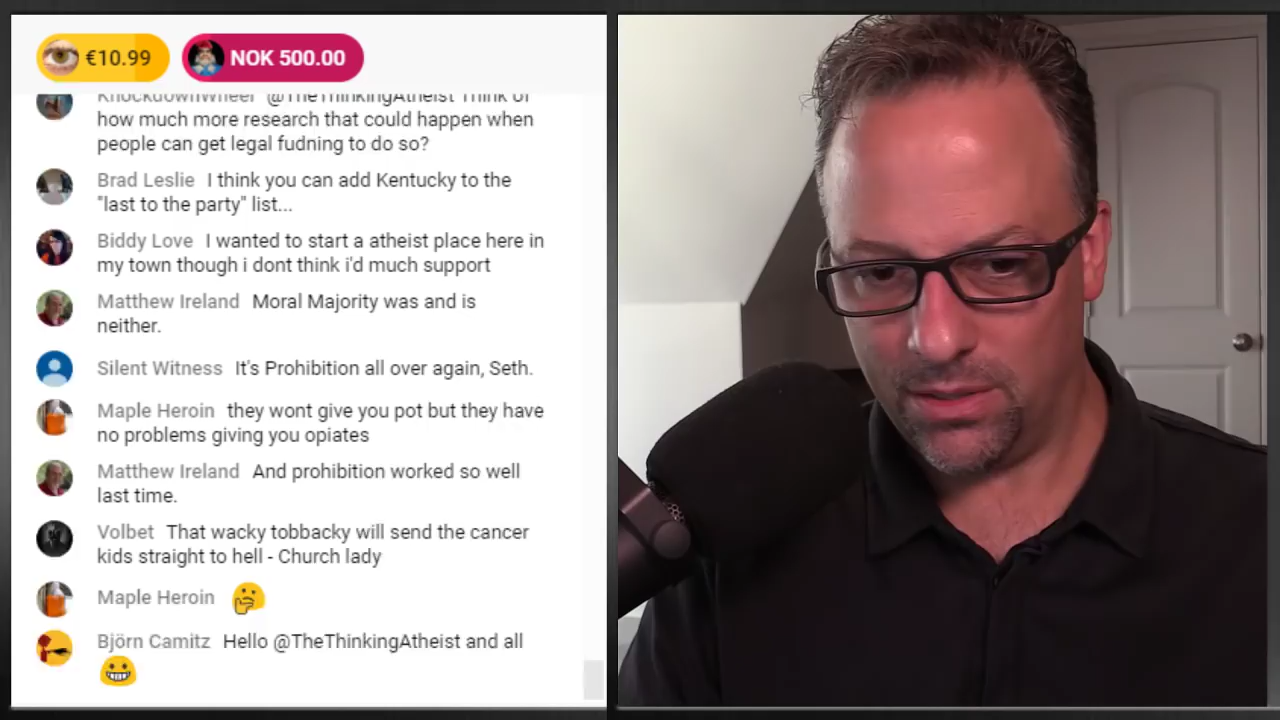 €10.99 NOK 500.00
KnockdownWheel @TheThinkingAtheist Think of
how much more research that could happen when
people can get legal fudning to do so?
Brad Leslie I think you can add Kentucky to the
"last to the party" list...
Biddy Love I wanted to start a atheist place here in
my town though i dont think i'd much support
Matthew Ireland Moral Majority was and is
neither.
Silent Witness It's Prohibition all over again, Seth.
Maple Heroin they wont give you pot but they have
no problems giving you opiates
Matthew Ireland And prohibition worked so well
last time.
Volbet That wacky tobbacky will send the cancer
kids straight to hell - Church lady
Maple Heroin 🤔
Björn Camitz Hello @TheThinkingAtheist and all
😀